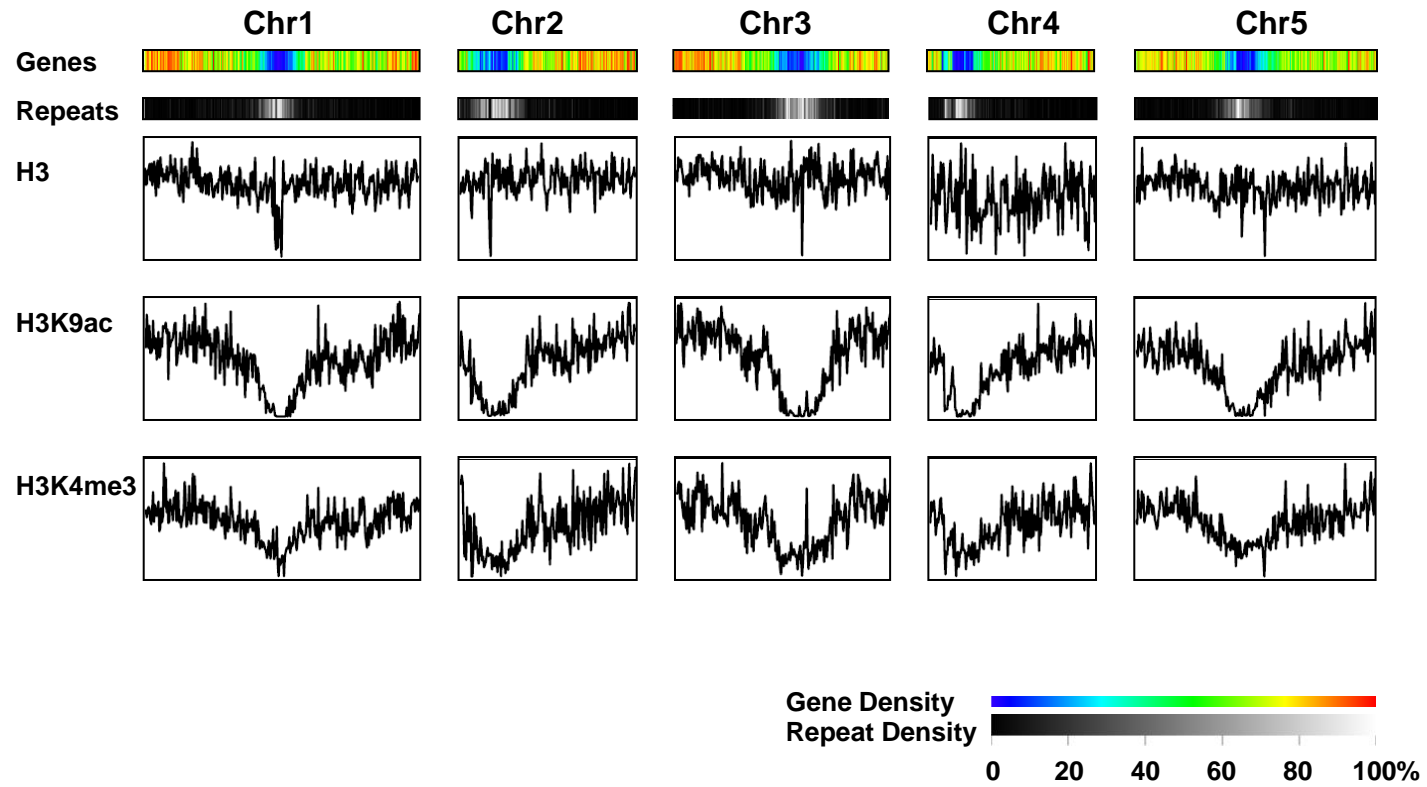 Chr1 Chr2 Chr3 Chr4 Chr5
Genes
Repeats
H3
H3K9ac
H3K4me3
Gene Density
Repeat Density
0 20 40 60 80 100%